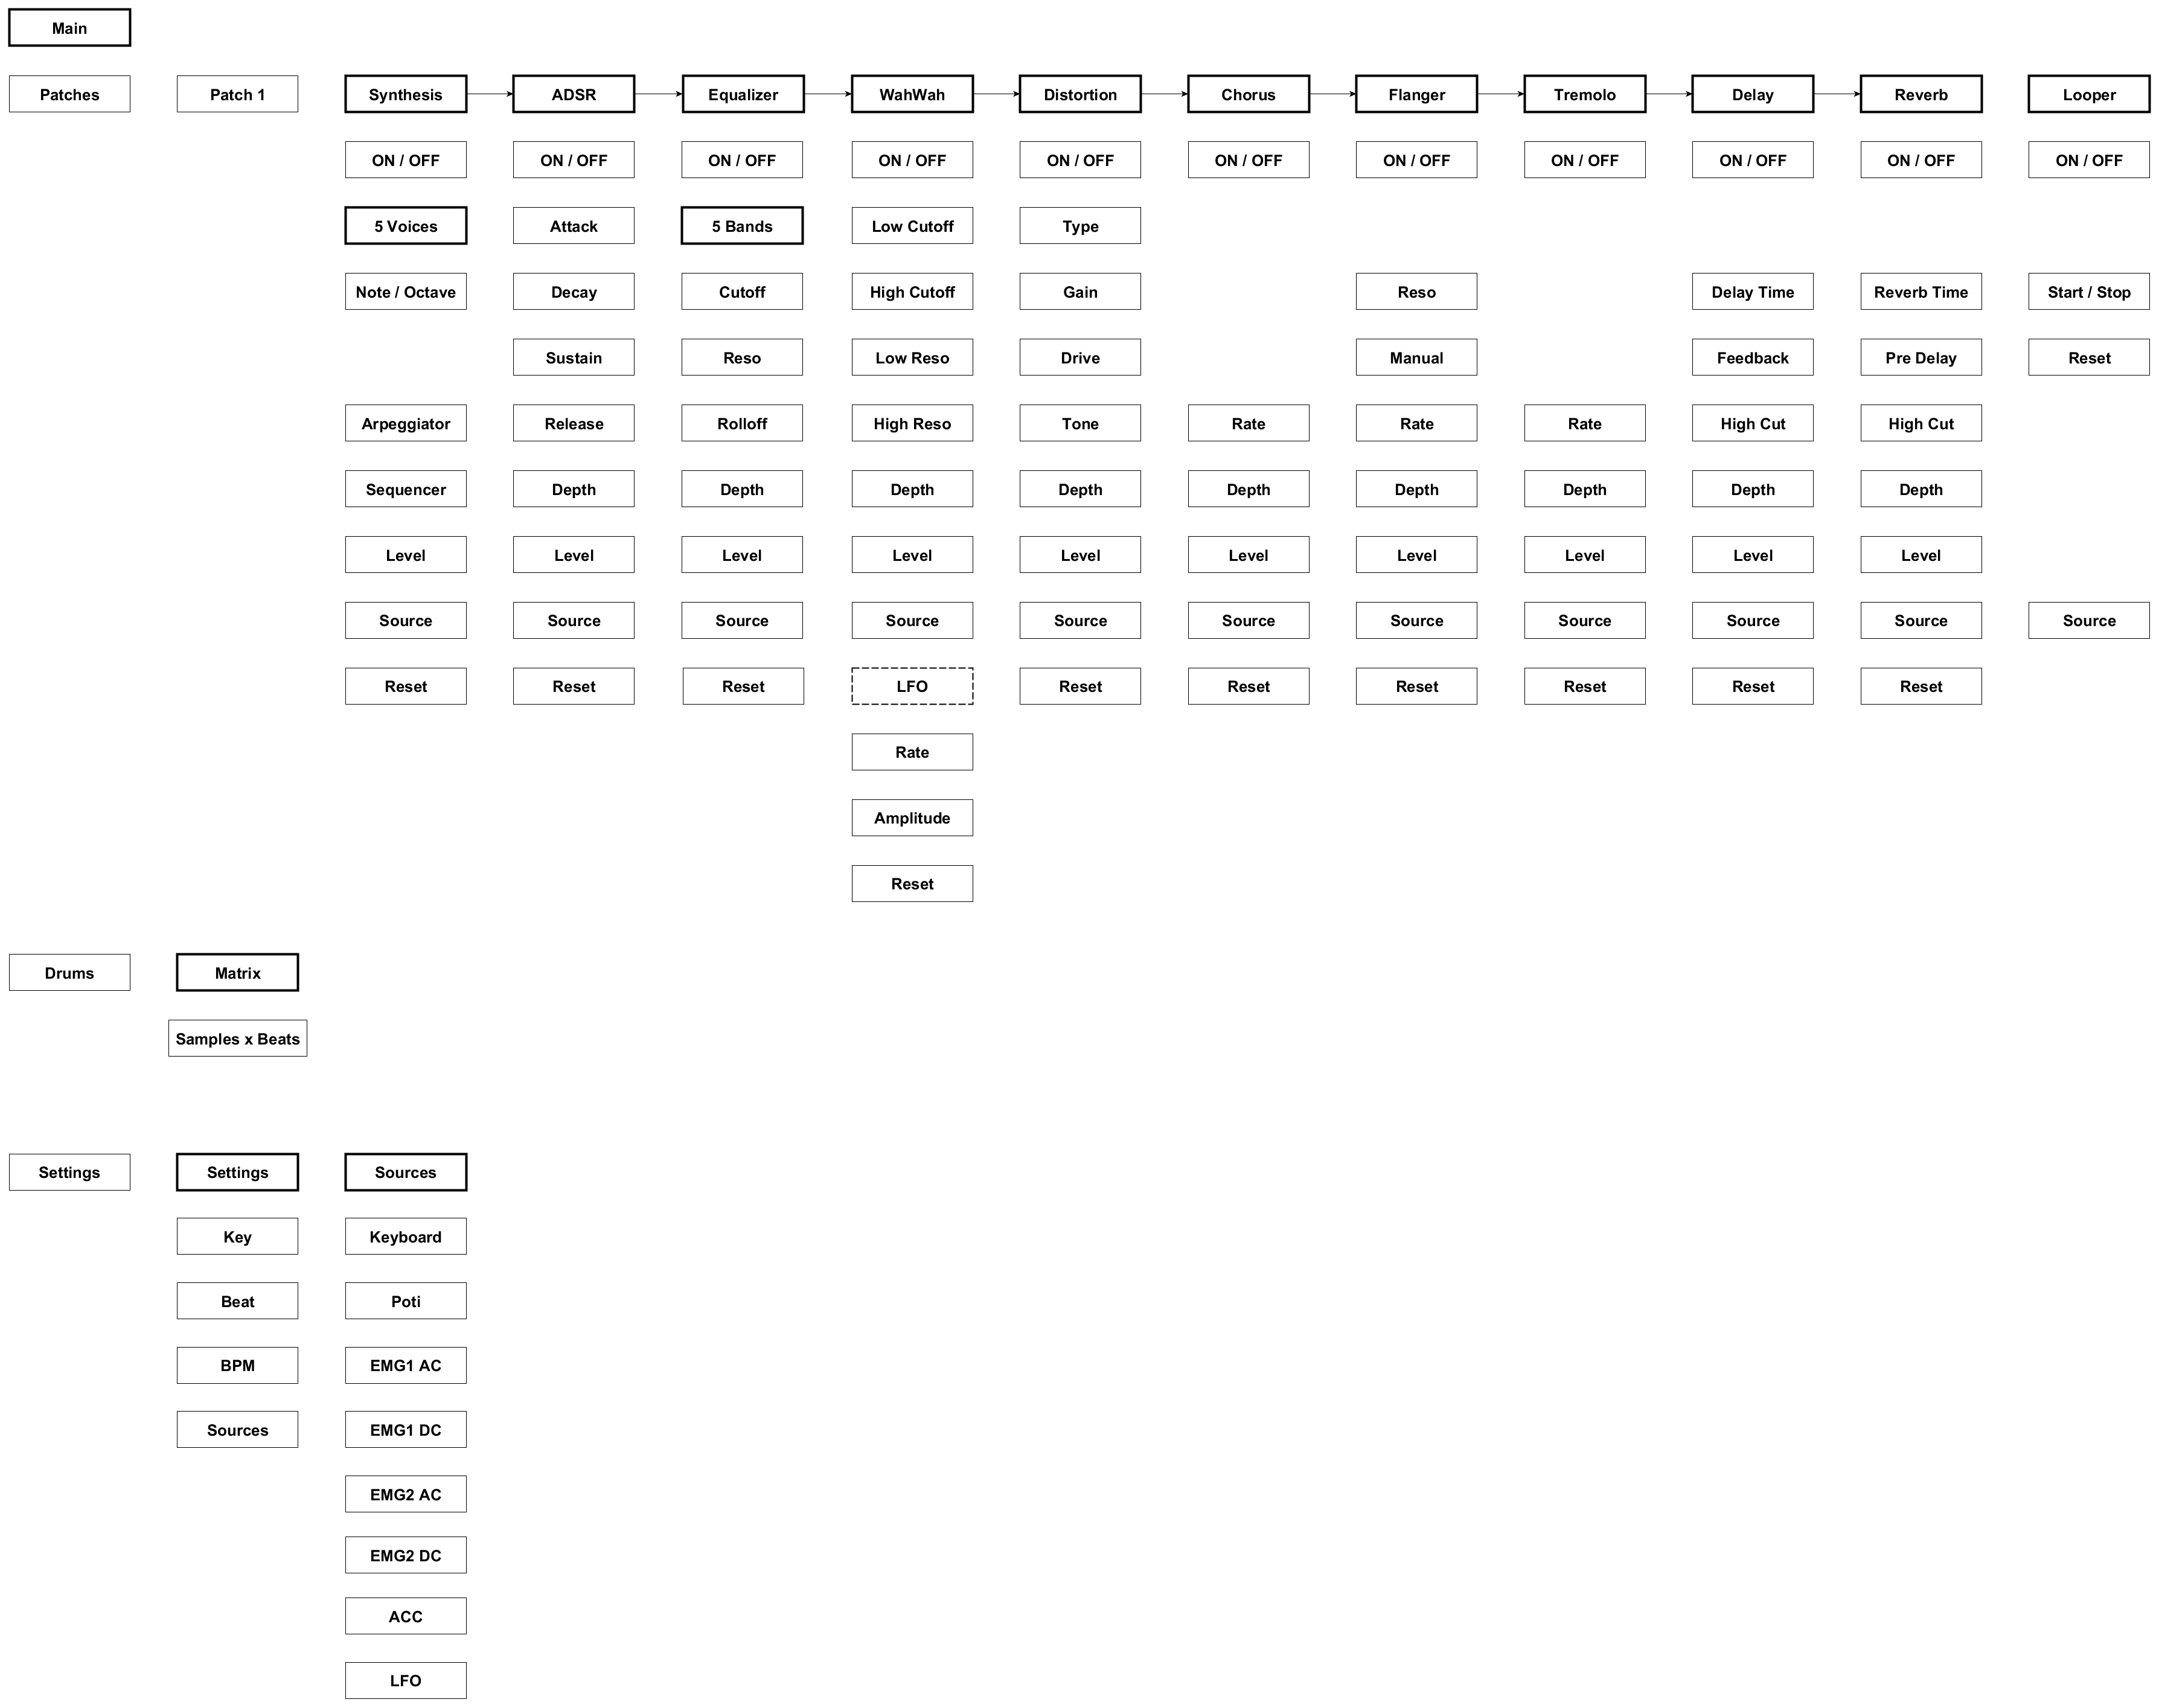 Main
Patches
Patch 1
Synthesis
ADSR
Equalizer
WahWah
Distortion
Chorus
Flanger
Tremolo
Delay
Reverb
Looper
ON / OFF
ON / OFF
ON / OFF
ON / OFF
ON / OFF
ON / OFF
ON / OFF
ON / OFF
ON / OFF
ON / OFF
ON / OFF
5 Voices
Attack
5 Bands
Low Cutoff
Type
Note / Octave
Decay
Cutoff
High Cutoff
Gain
Reso
Delay Time
Reverb Time
Start / Stop
Sustain
Reso
Low Reso
Drive
Manual
Feedback
Pre Delay
Reset
Arpeggiator
Release
Rolloff
High Reso
Tone
Rate
Rate
Rate
High Cut
High Cut
Sequencer
Depth
Depth
Depth
Depth
Depth
Depth
Depth
Depth
Depth
Level
Level
Level
Level
Level
Level
Level
Level
Level
Level
Source
Source
Source
Source
Source
Source
Source
Source
Source
Source
Source
Reset
Reset
Reset
LFO
Reset
Reset
Reset
Reset
Reset
Reset
Rate
Amplitude
Reset
Drums
Matrix
Samples x Beats
Settings
Settings
Sources
Key
Keyboard
Beat
Poti
BPM
EMG1 AC
Sources
EMG1 DC
EMG2 AC
EMG2 DC
ACC
LFO